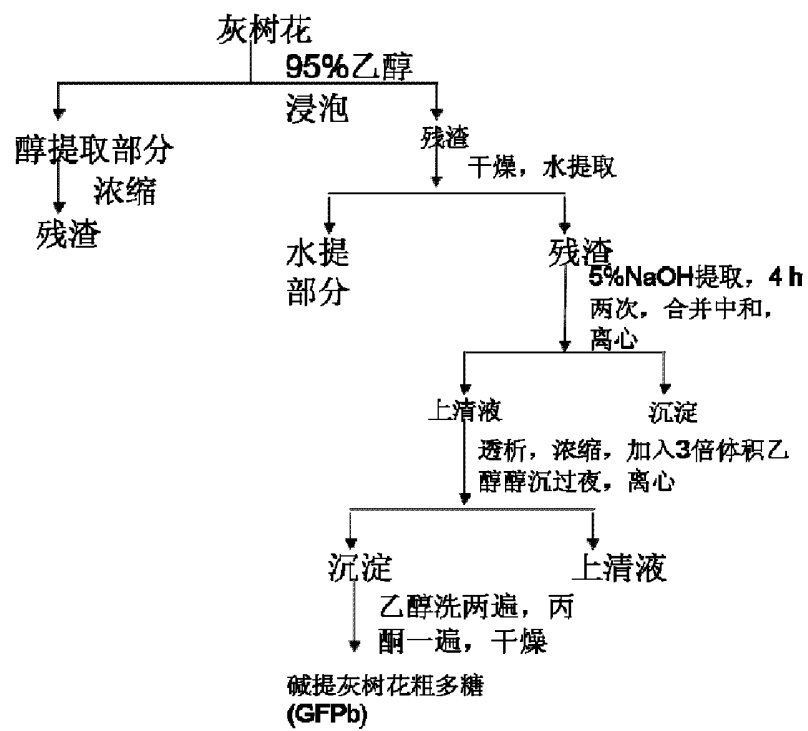 灰树花
95%乙醇
浸泡
醇提取部分
残渣
浓缩
干燥，水提取
残渣
水提
部分
残渣
5%NaOH提取，4 h
两次，合并中和，
离心
上清液
沉淀
透析，浓缩，加入3倍体积乙
醇醇沉过夜，离心
沉淀
上清液
乙醇洗两遍，丙
酮一遍，干燥
碱提灰树花粗多糖
(GFPb)